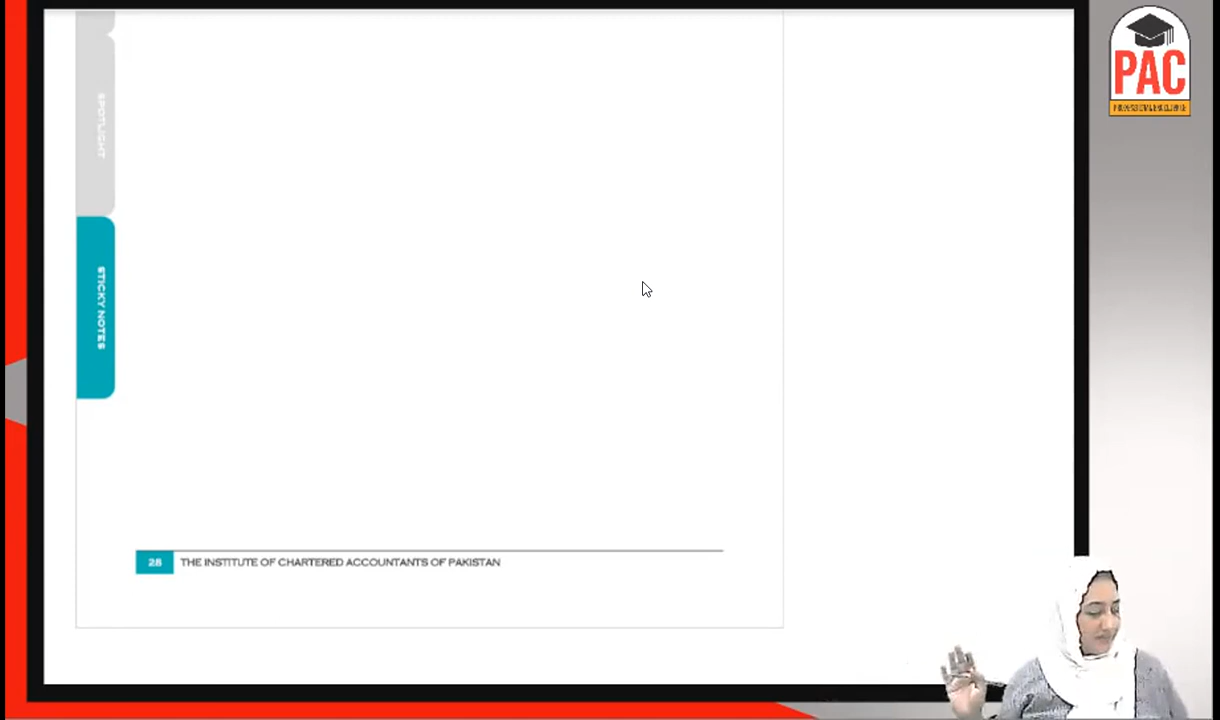 SPOTLIGHT
STICKY NOTES
28 THE INSTITUTE OF CHARTERED ACCOUNTANTS OF PAKISTAN
PAC